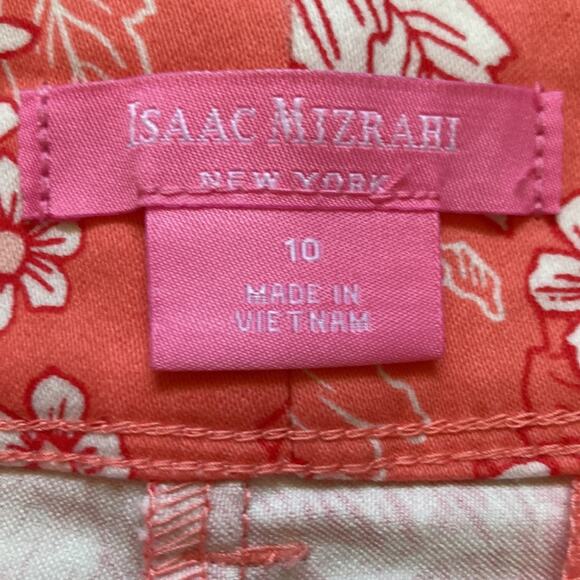 ISAAC MIZRAHI
NEW YORK
10
MADE IN
VIETNAM